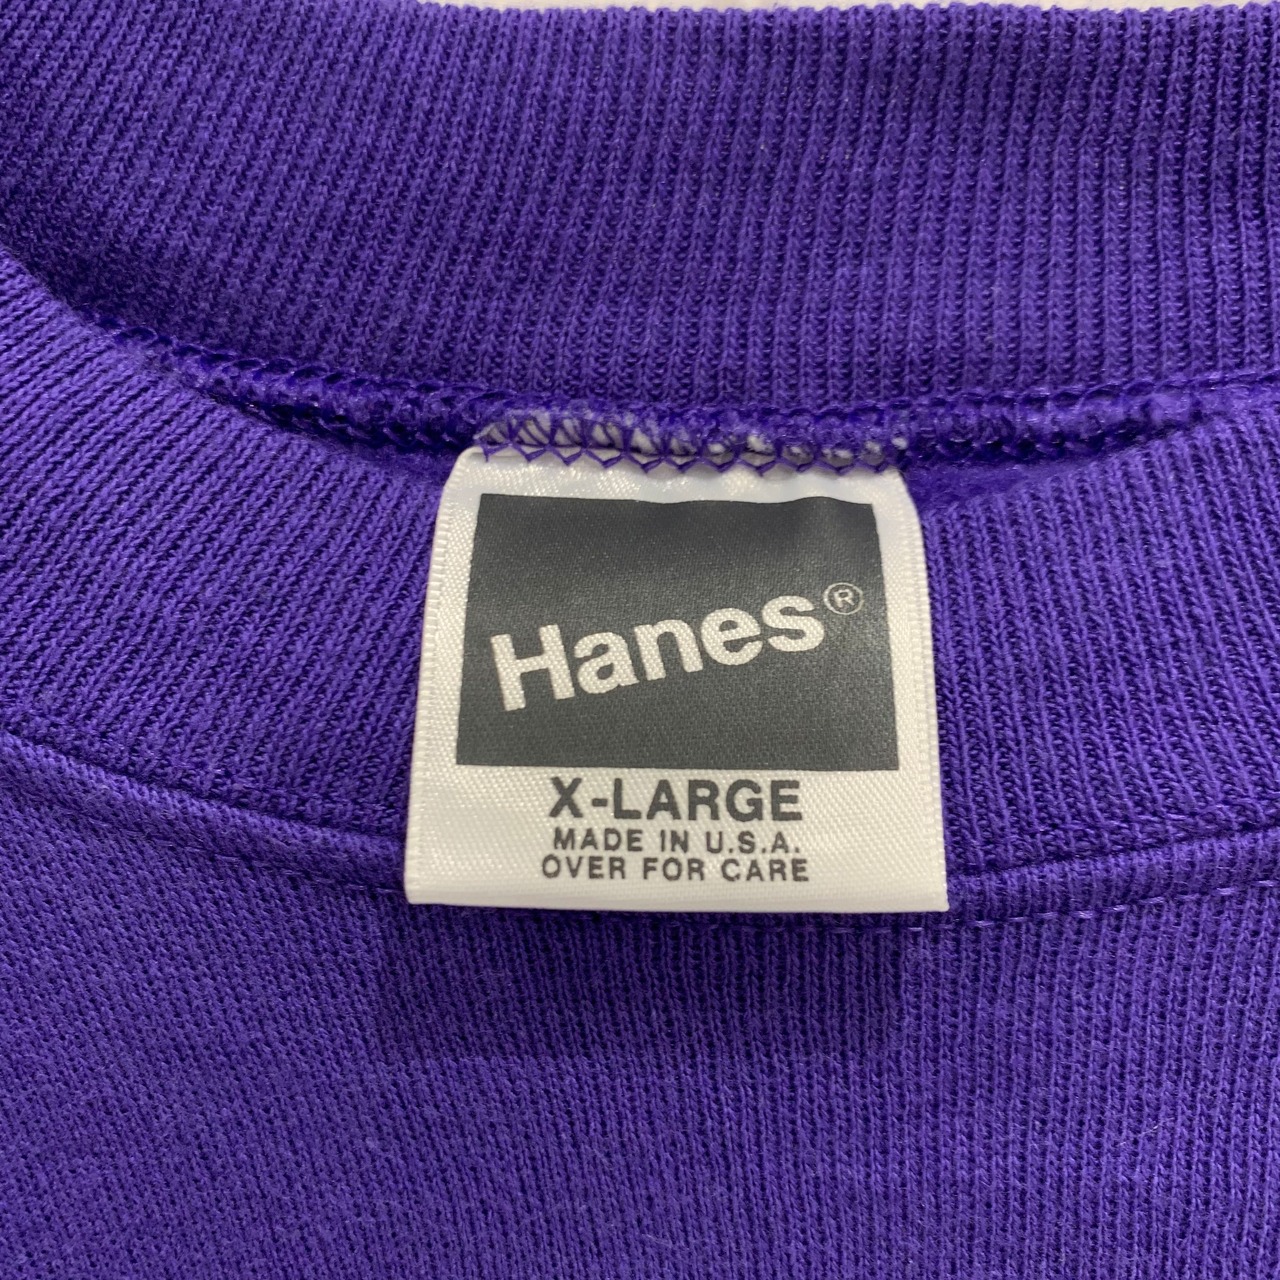 Hanes®
X-LARGE
MADE IN U.S.A.
OVER FOR CARE